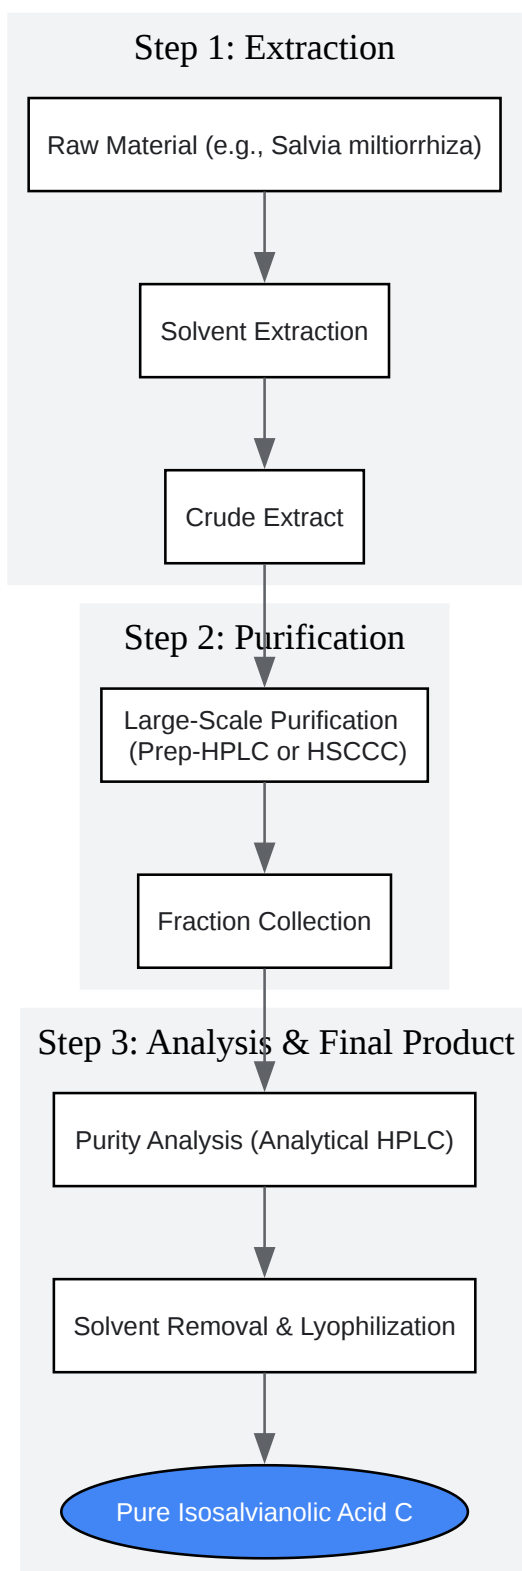 Step 1: Extraction
Raw Material (e.g., Salvia miltiorrhiza)
Solvent Extraction
Crude Extract
Step 2: Purification
Large-Scale Purification
(Prep-HPLC or HSCCC)
Fraction Collection
Step 3: Analysis & Final Product
Purity Analysis (Analytical HPLC)
Solvent Removal & Lyophilization
Pure Isosalvianolic Acid C